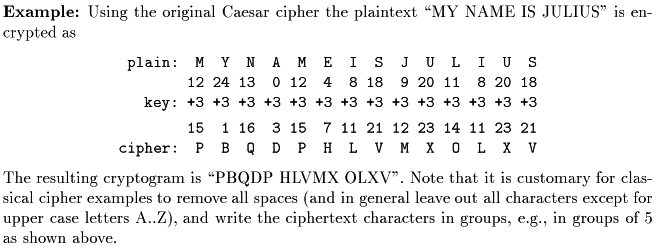 Example: Using the original Caesar cipher the plaintext “MY NAME IS JULIUS” is en-
crypted as
plain: M Y N A M E I S J U L I U S
12 24 13 0 12 4 8 18 9 20 11 8 20 18
key: +3 +3 +3 +3 +3 +3 +3 +3 +3 +3 +3 +3 +3 +3
15 1 16 3 15 7 11 21 12 23 14 11 23 21
cipher: P B Q D P H L V M X O L X V
The resulting cryptogram is “PBQDP HLVMX OLXV”. Note that it is customary for clas-
sical cipher examples to remove all spaces (and in general leave out all characters except for
upper case letters A..Z), and write the ciphertext characters in groups, e.g., in groups of 5
as shown above.